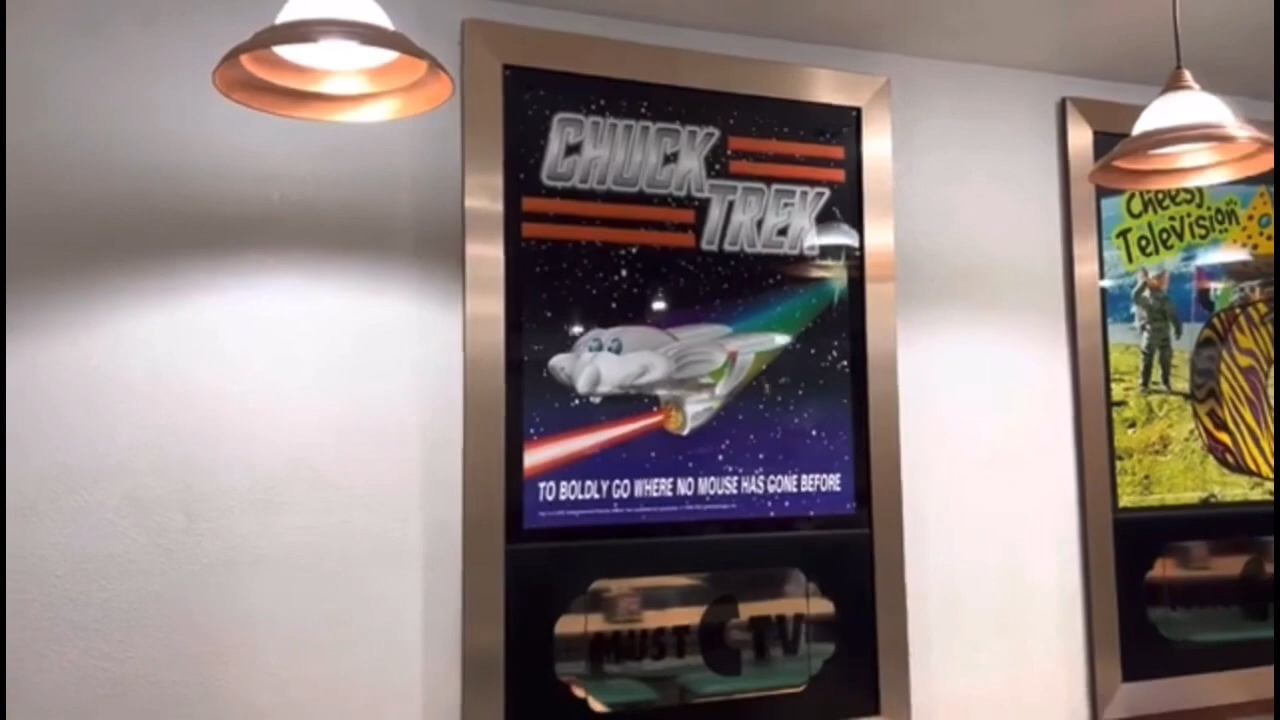 CHUCK
TREK
TO BOLDLY GO WHERE NO MOUSE HAS GONE BEFORE
MUST C TV
Cheesy
Television